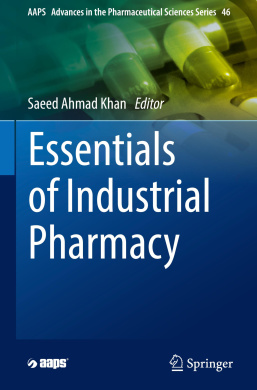 AAPS Advances in the Pharmaceutical Sciences Series 46
Saeed Ahmad Khan Editor
Essentials
of Industrial
Pharmacy
aaps
Springer